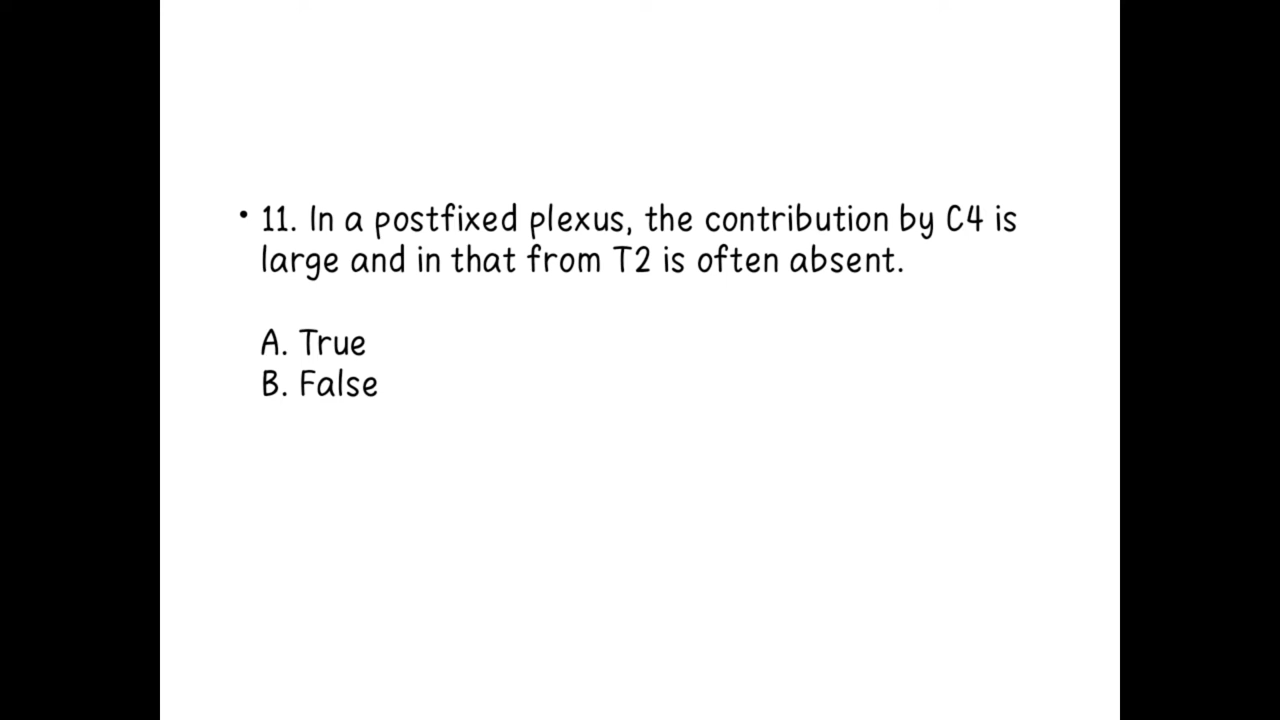 • 11. In a postfixed plexus, the contribution by C4 is
large and in that from T2 is often absent.
A. True
B. False